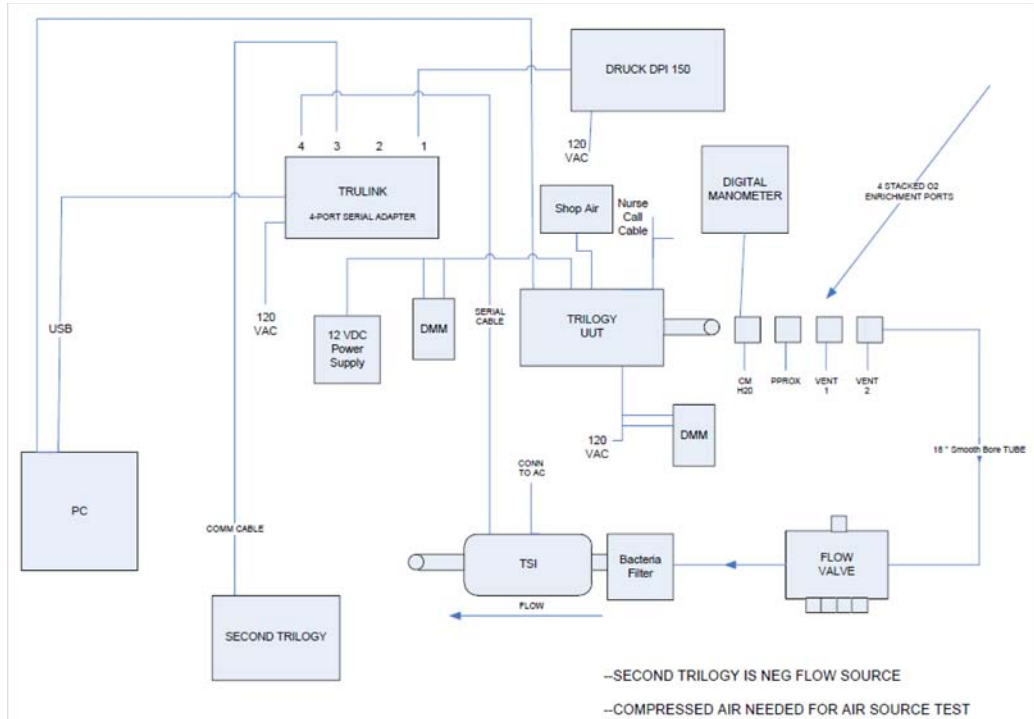 DRUCK DPI 150
120
VAC
4 3 2 1
TRULINK
4-PORT SERIAL ADAPTER
120
VAC
USB
Shop Air
Nurse
Call
Cable
DIGITAL
MANOMETER
4 STACKED O2
ENRICHMENT PORTS
12 VDC
Power
Supply
DMM
SERIAL
CABLE
TRILOGY
UUT
CM
H20
PPROX
VENT
1
VENT
2
120
VAC
DMM
18 " Smooth Bore TUBE
PC
COMM CABLE
CONN
TO AC
TSI
Bacteria
Filter
FLOW
VALVE
FLOW
SECOND TRILOGY
--SECOND TRILOGY IS NEG FLOW SOURCE
--COMPRESSED AIR NEEDED FOR AIR SOURCE TEST